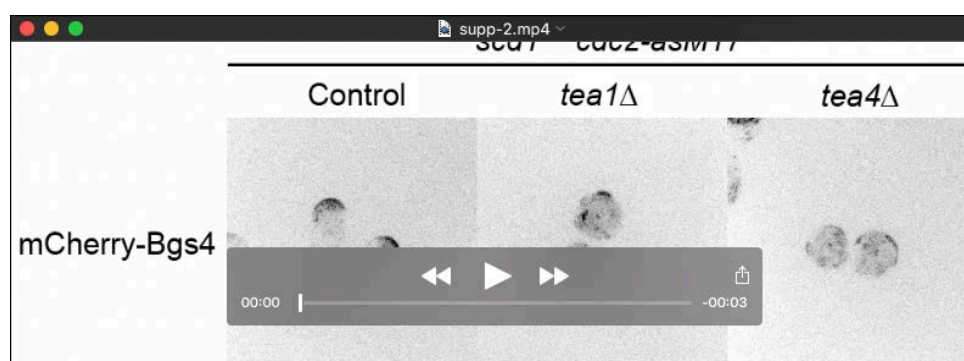 supp-2.mp4
Control tea1Δ tea4Δ
mCherry-Bgs4
00:00 -00:03